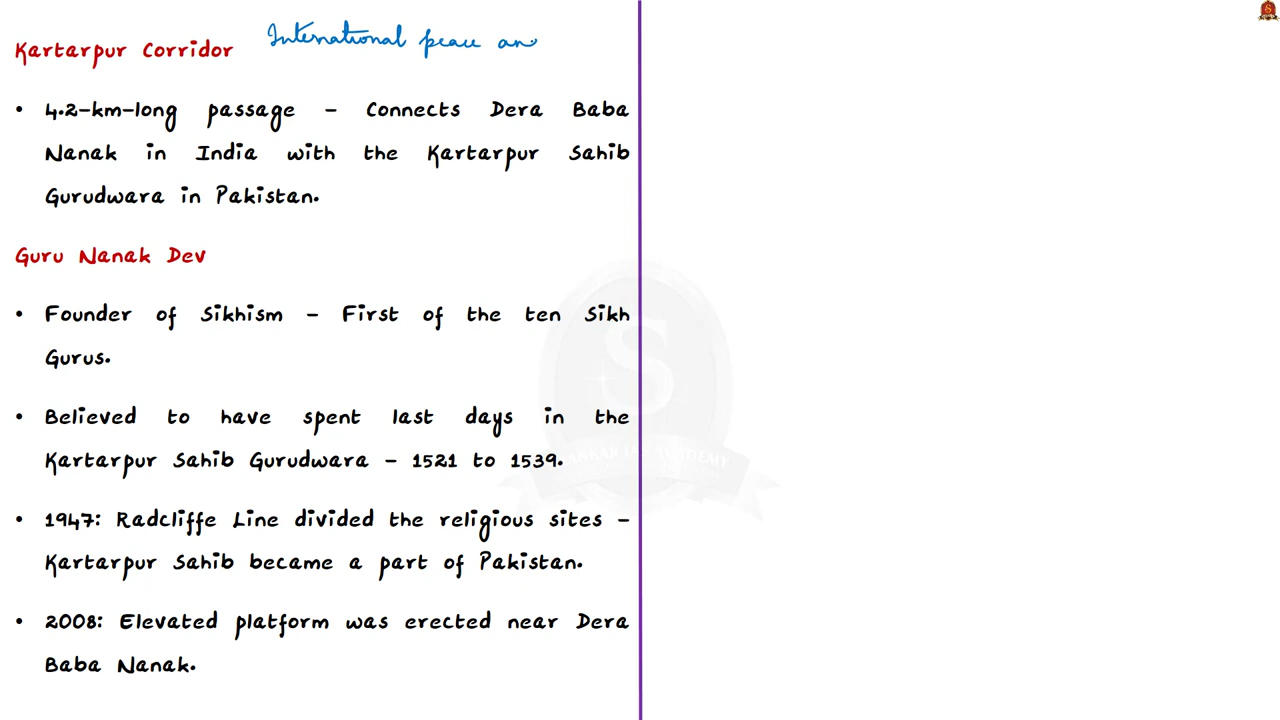 Kartarpur Corridor International peace an
• 4.2-km-long passage – Connects Dera Baba
Nanak in India with the Kartarpur Sahib
Gurudwara in Pakistan.
Guru Nanak Dev
• Founder of Sikhism – First of the ten Sikh
Gurus.
• Believed to have spent last days in the
Kartarpur Sahib Gurudwara – 1521 to 1539.
• 1947: Radcliffe Line divided the religious sites –
Kartarpur Sahib became a part of Pakistan.
• 2008: Elevated platform was erected near Dera
Baba Nanak.